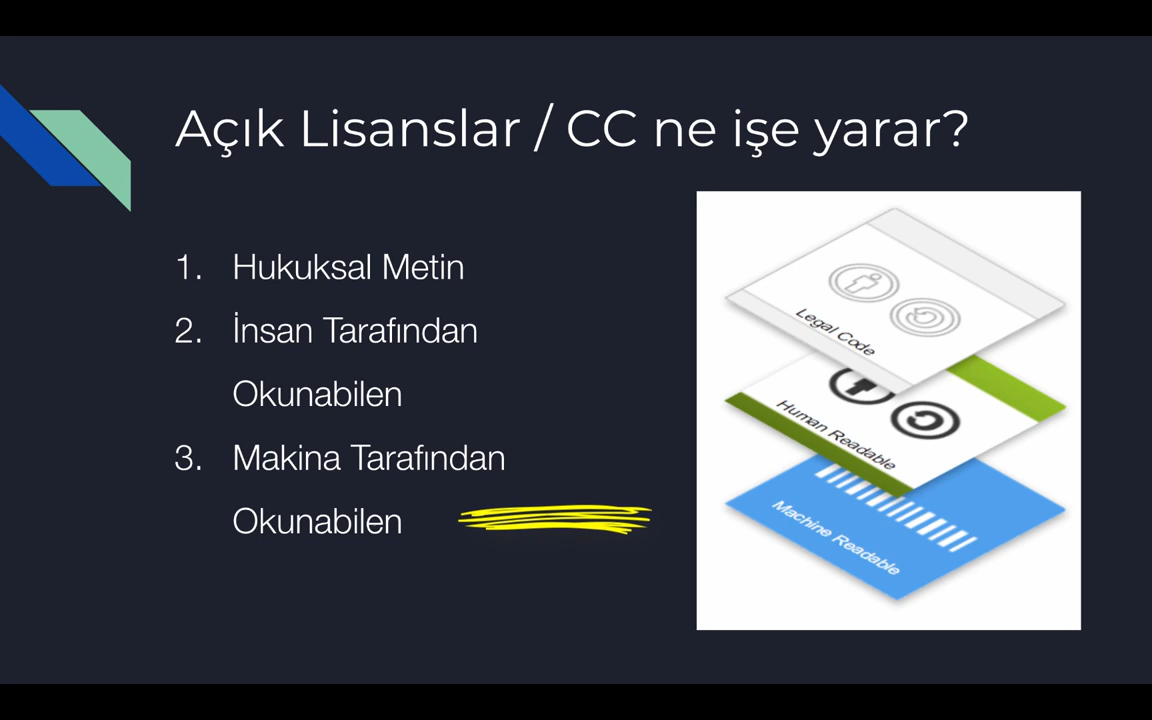 Açık Lisanslar / CC ne işe yarar?
1. Hukuksal Metin
2. İnsan Tarafından
Okunabilen
3. Makina Tarafından
Okunabilen
Legal Code
Human Readable
Machine Readable